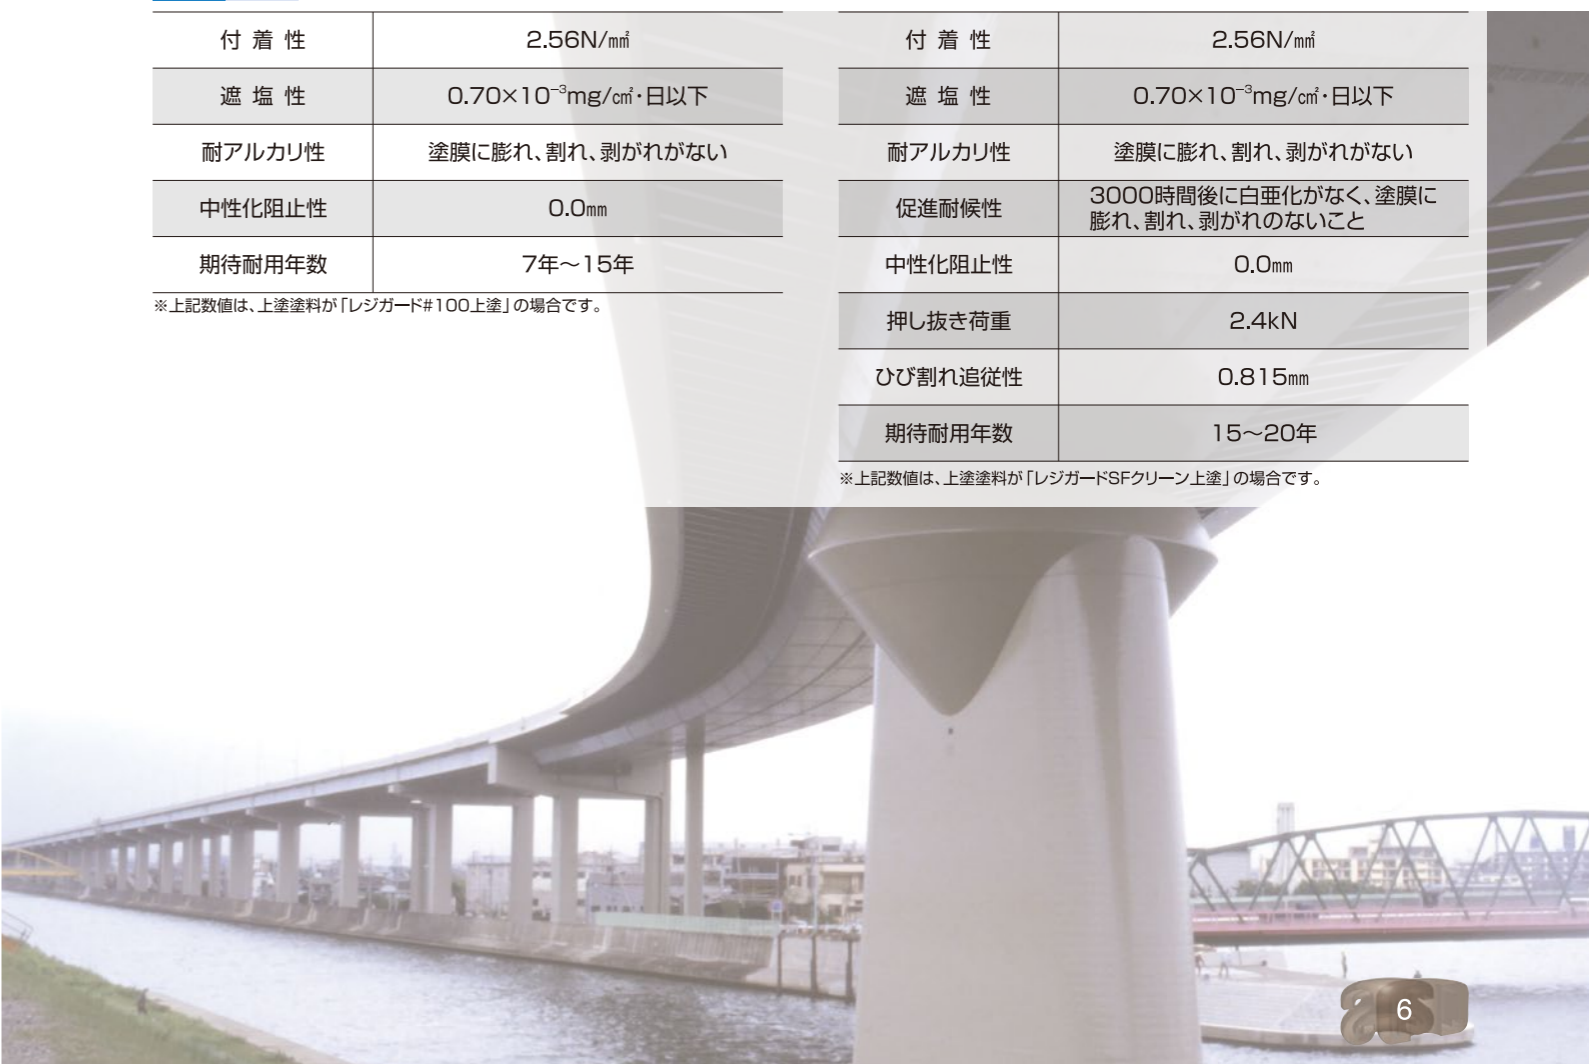 付着性 2.56N/㎟
遮塩性 0.70×10⁻³mg/㎠・日以下
耐アルカリ性 塗膜に膨れ、割れ、剥がれがない
中性化阻止性 0.0㎜
期待耐用年数 7年～15年
※上記数値は、上塗塗料が「レジガード#100上塗」の場合です。
付着性 2.56N/㎟
遮塩性 0.70×10⁻³mg/㎠・日以下
耐アルカリ性 塗膜に膨れ、割れ、剥がれがない
促進耐候性 3000時間後に白亜化がなく、塗膜に
膨れ、割れ、剥がれのないこと
中性化阻止性 0.0㎜
押し抜き荷重 2.4kN
ひび割れ追従性 0.815㎜
期待耐用年数 15～20年
※上記数値は、上塗塗料が「レジガードSFクリーン上塗」の場合です。
6